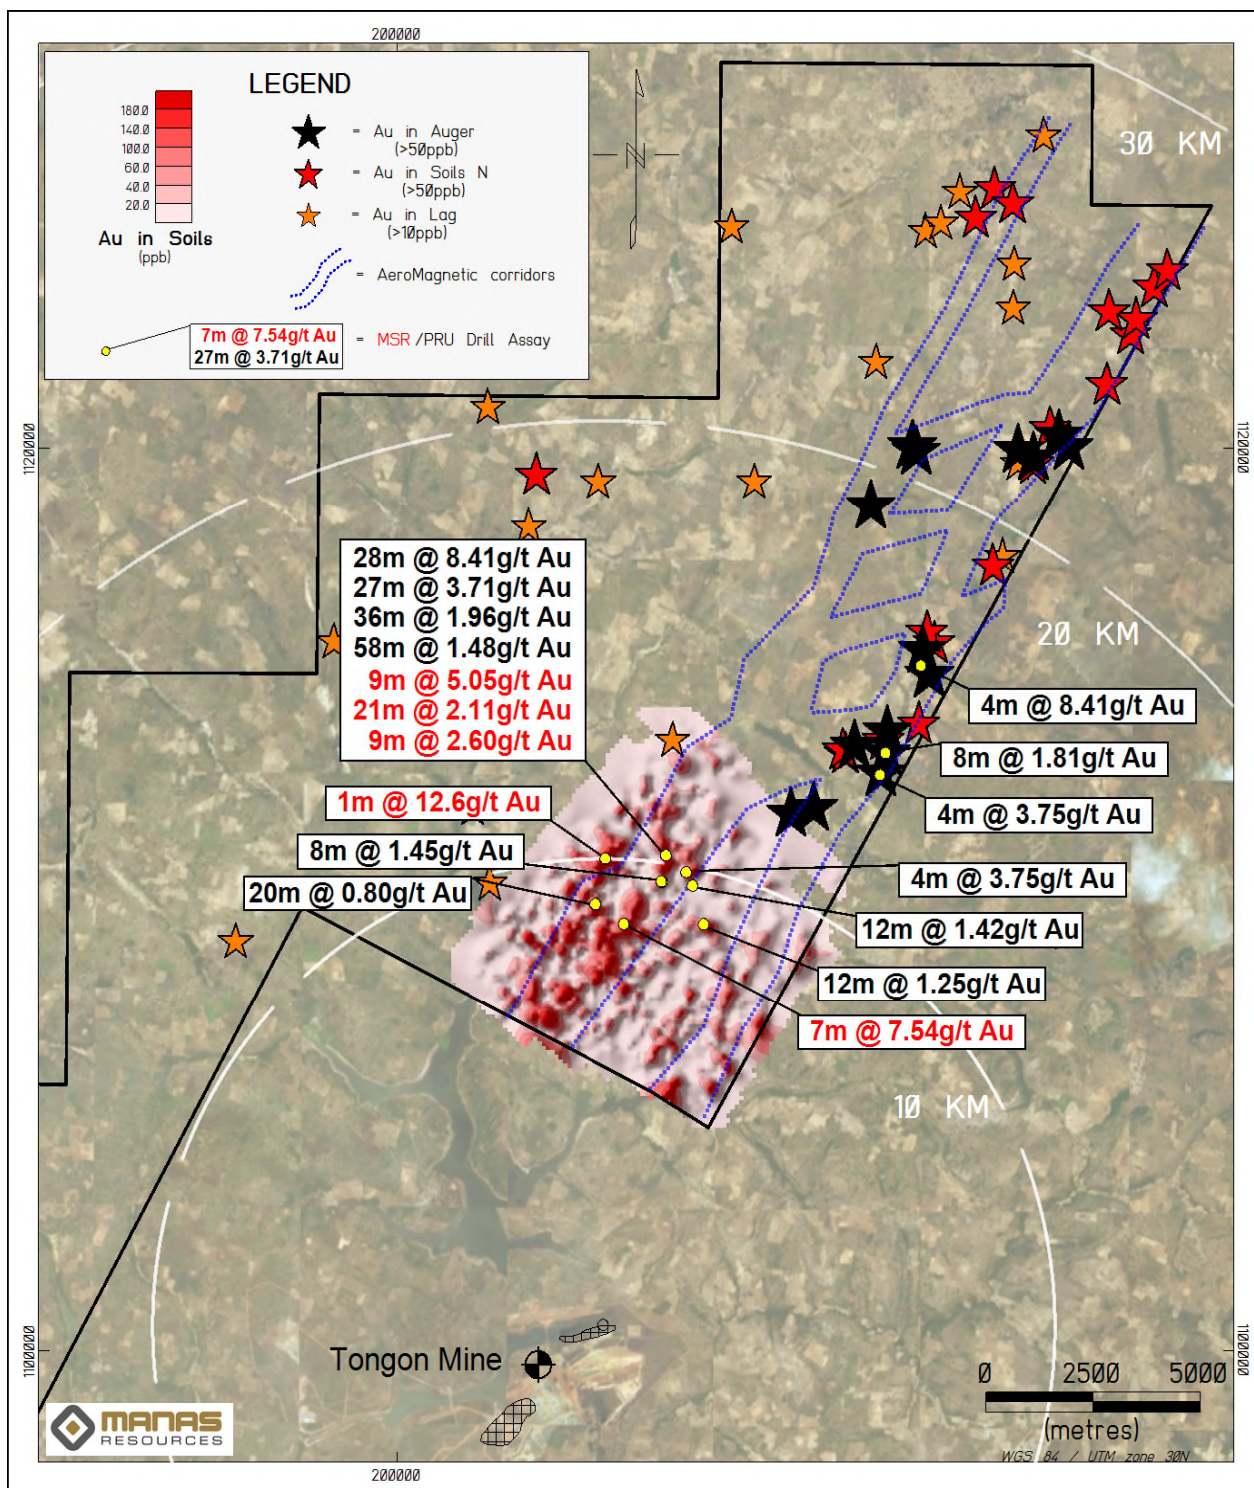 200000
LEGEND
180.0
140.0
100.0
60.0
40.0
20.0
Au in Soils
(ppb)
= Au in Auger
(>50ppb)
= Au in Soils N
(>50ppb)
= Au in Lag
(>10ppb)
= AeroMagnetic corridors
7m @ 7.54g/t Au
27m @ 3.71g/t Au
= MSR/PRU Drill Assay
N
30 KM
1120000
1120000
28m @ 8.41g/t Au
27m @ 3.71g/t Au
36m @ 1.96g/t Au
58m @ 1.48g/t Au
9m @ 5.05g/t Au
21m @ 2.11g/t Au
9m @ 2.60g/t Au
20 KM
4m @ 8.41g/t Au
8m @ 1.81g/t Au
4m @ 3.75g/t Au
1m @ 12.6g/t Au
8m @ 1.45g/t Au
20m @ 0.80g/t Au
4m @ 3.75g/t Au
12m @ 1.42g/t Au
12m @ 1.25g/t Au
7m @ 7.54g/t Au
10 KM
1100000
1100000
Tongon Mine
0 2500 5000
(metres)
WGS 84 / UTM zone 30N
MANAS
RESOURCES
200000